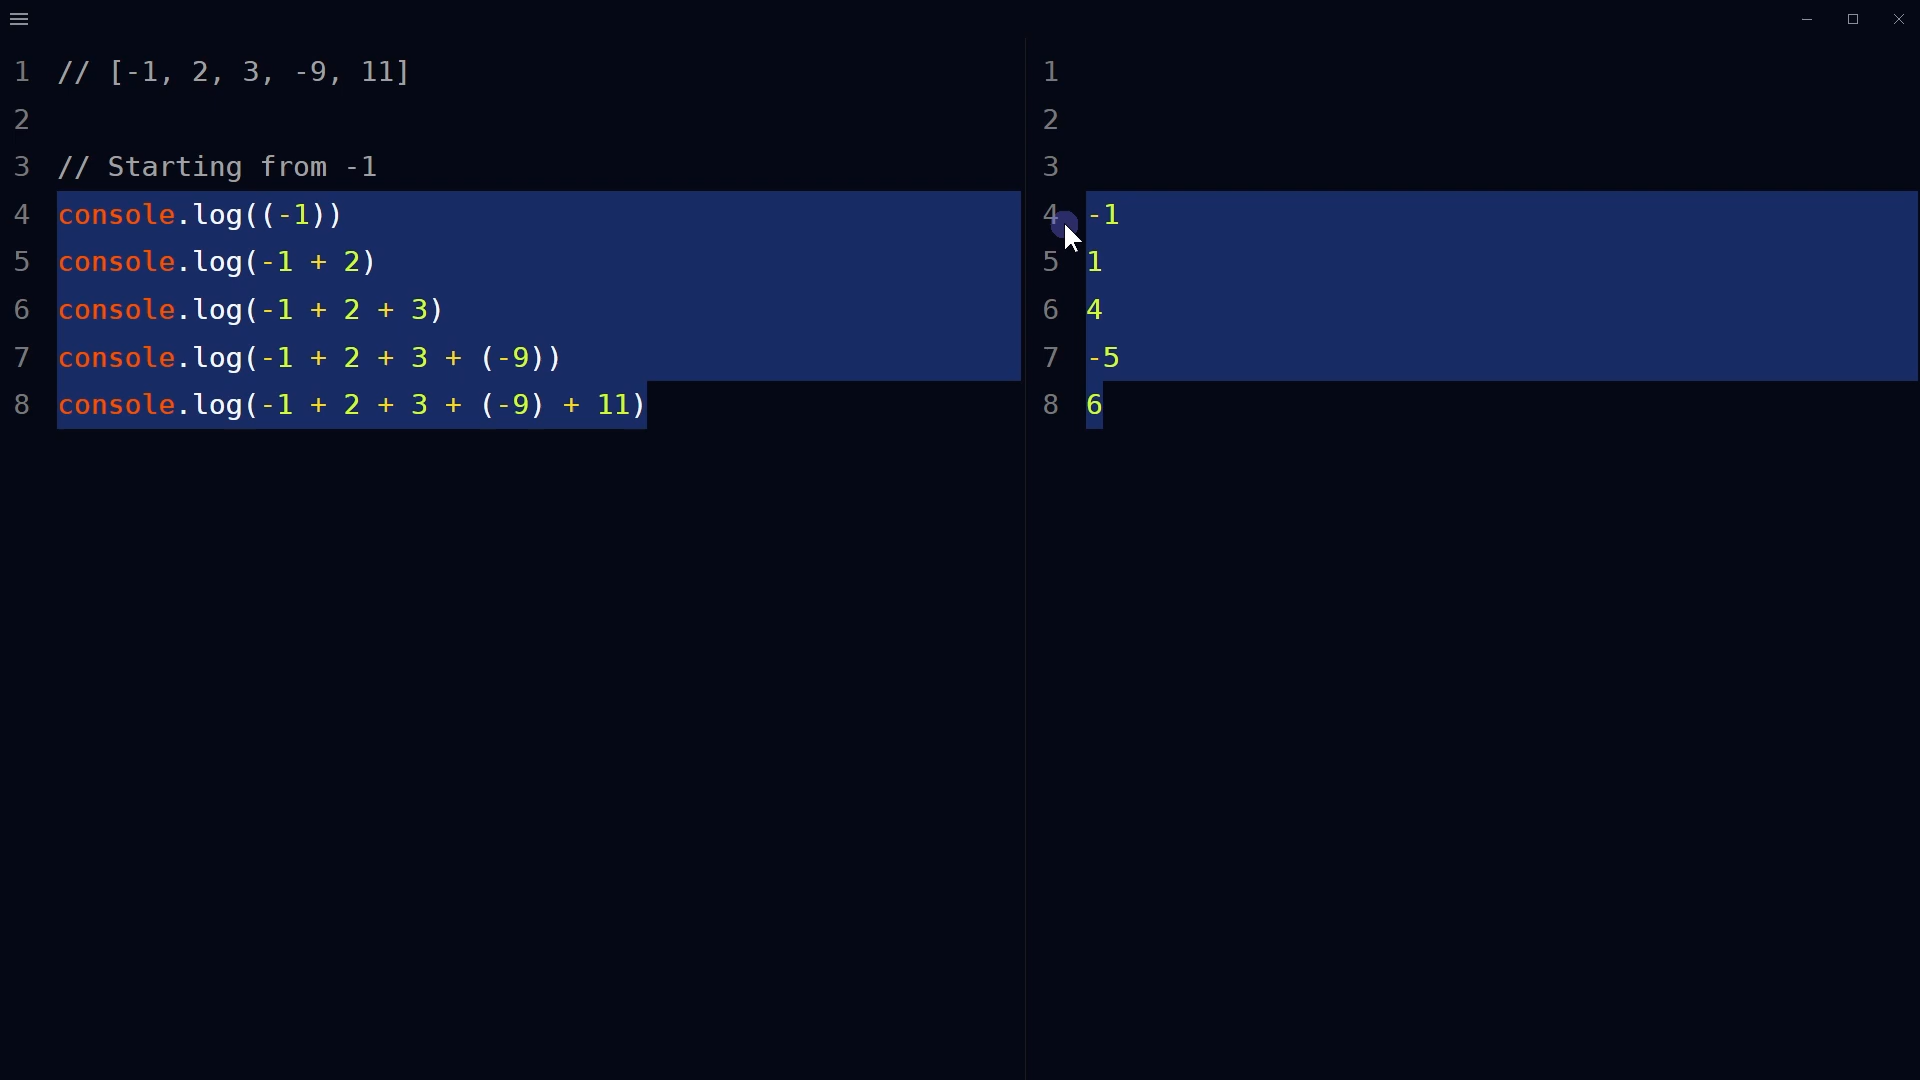 1 // [-1, 2, 3, -9, 11]
2
3 // Starting from -1
4 console.log((-1))
5 console.log(-1 + 2)
6 console.log(-1 + 2 + 3)
7 console.log(-1 + 2 + 3 + (-9))
8 console.log(-1 + 2 + 3 + (-9) + 11)
1
2
3
4 -1
5 1
6 4
7 -5
8 6